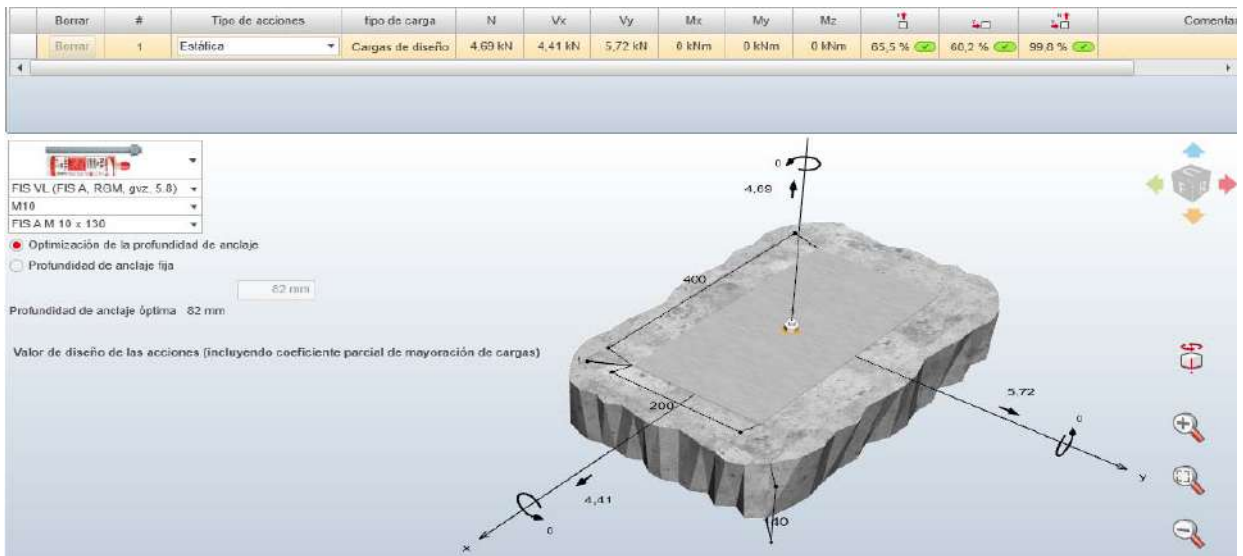 Borrar # Tipo de acciones tipo de carga N Vx Vy Mx My Mz Comentar
Borrar 1 Estática Cargas de diseño 4,69 kN 4,41 kN 5,72 kN 0 kNm 0 kNm 0 kNm 65,5 % 60,2 % 99,8 %
FIS VL (FIS A, RGM, gvz, 5.8)
M10
FIS A M 10 x 130
Optimización de la profundidad de anclaje
Profundidad de anclaje fija
82 mm
Profundidad de anclaje óptima 82 mm
Valor de diseño de las acciones (incluyendo coeficiente parcial de mayoración de cargas)
0
4,69
400
200
5,72
0
y
4,41
0
x